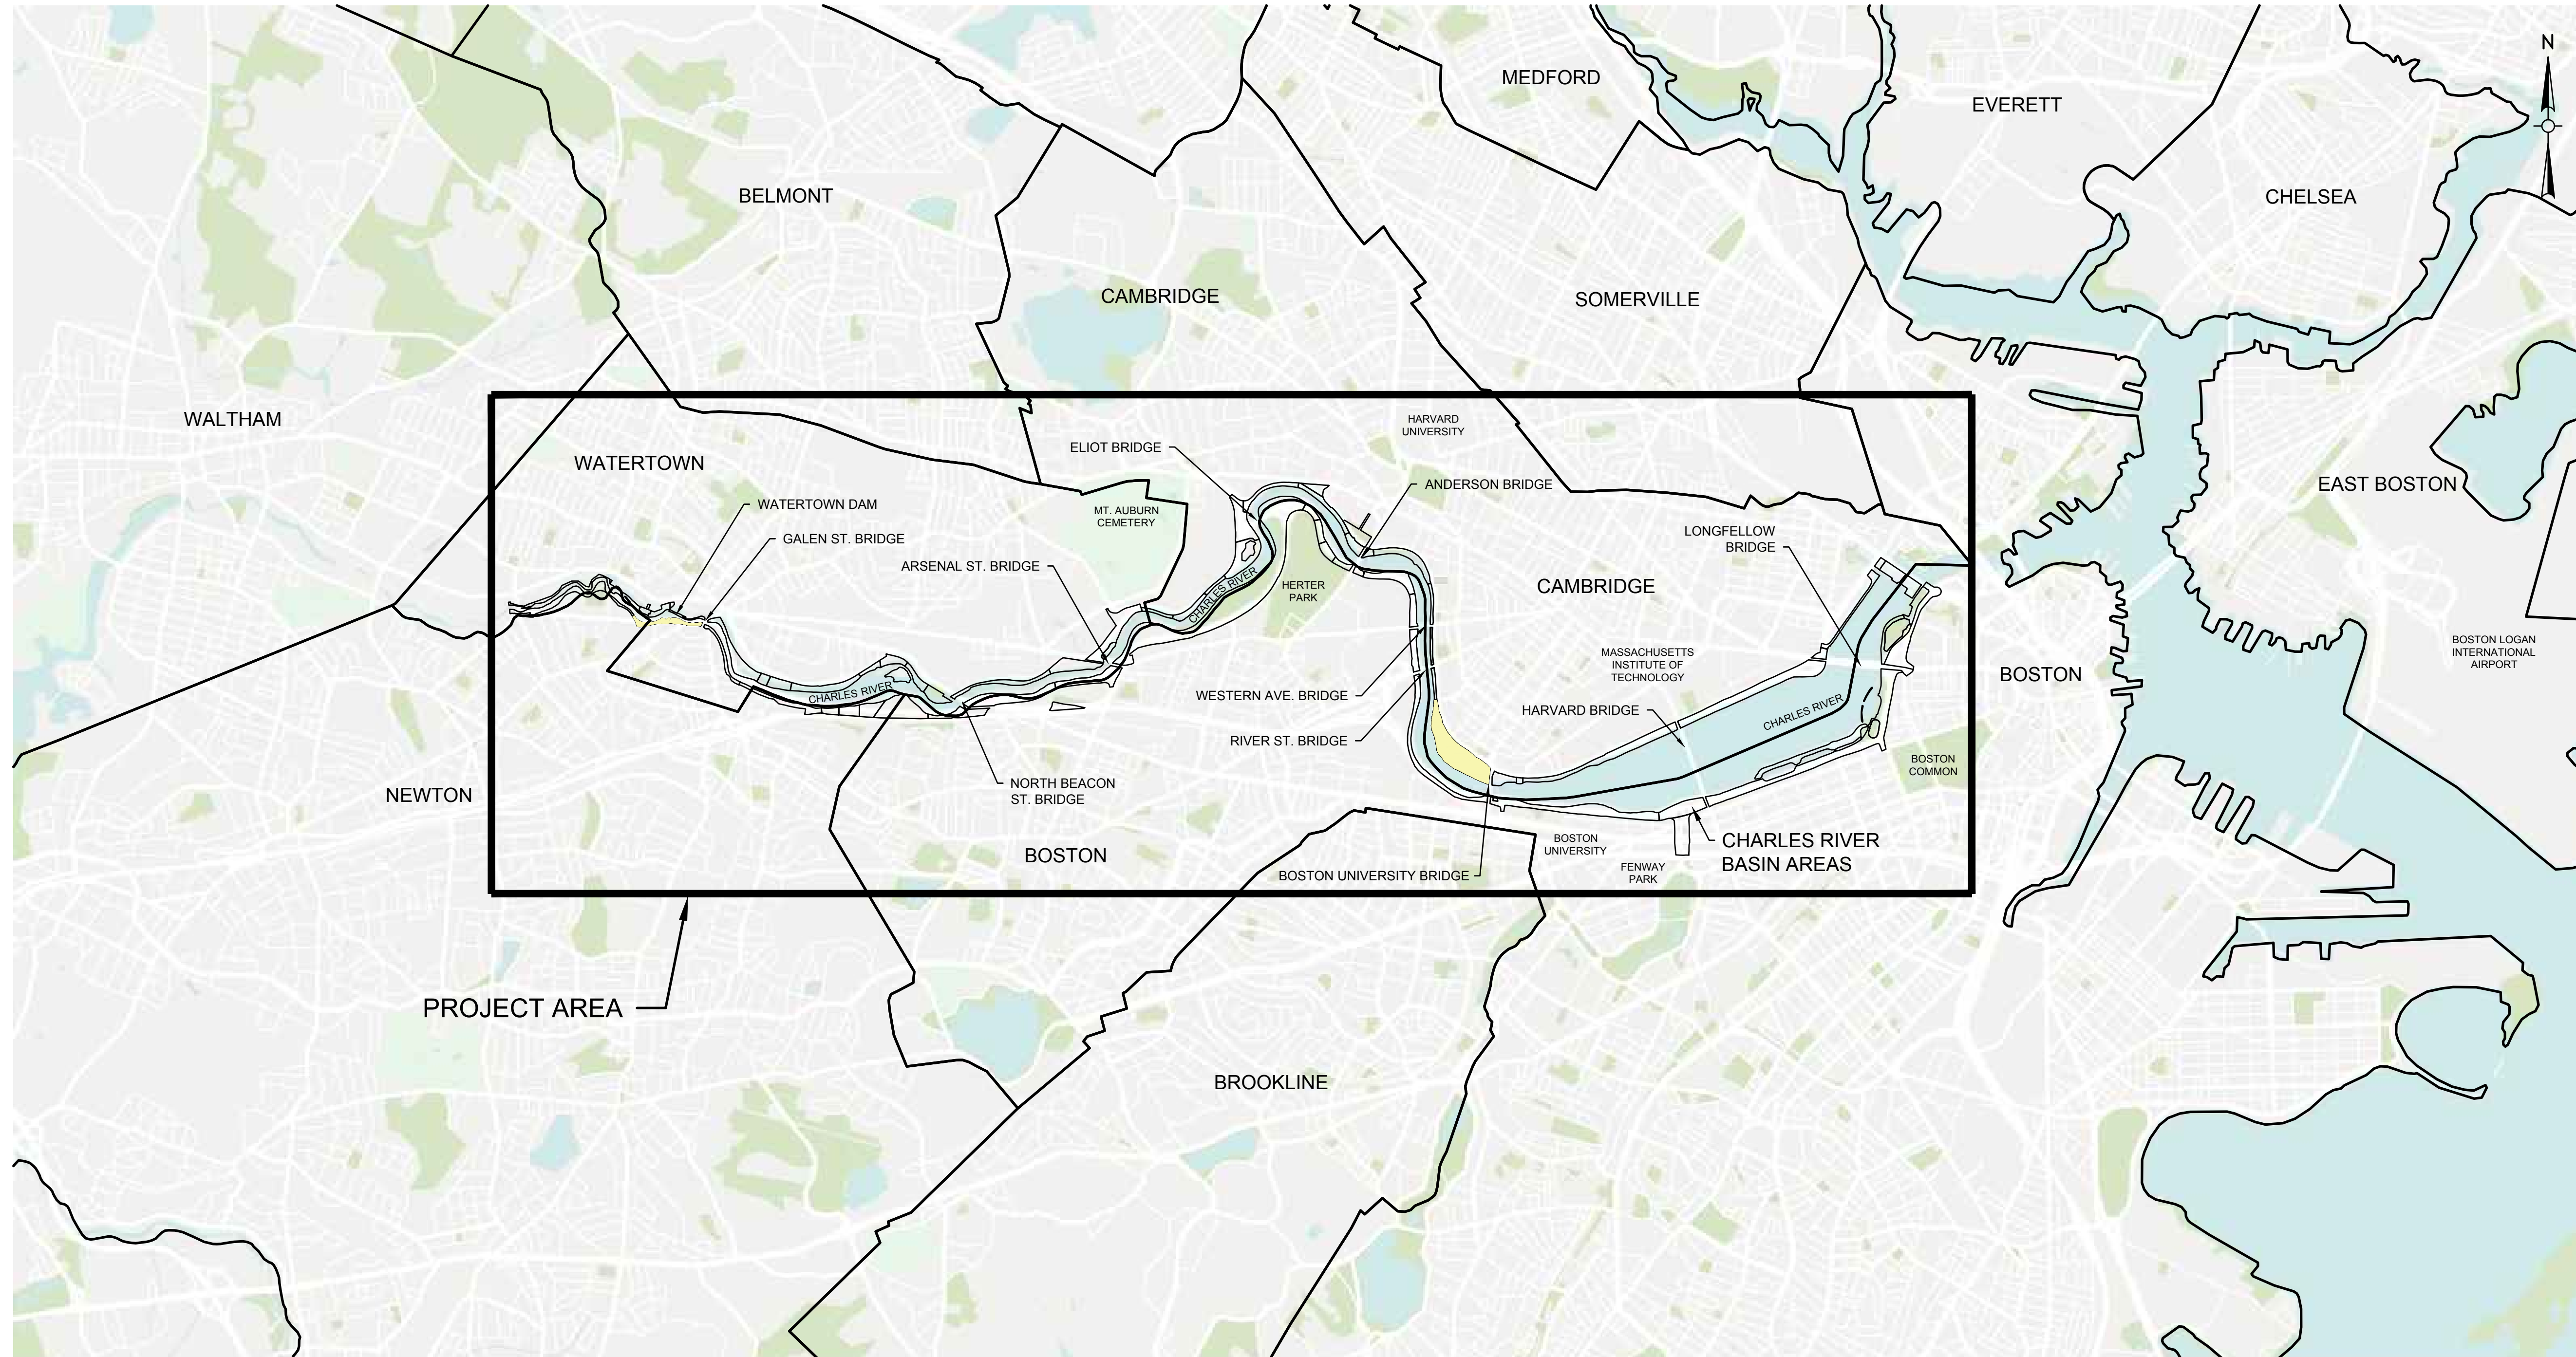 N
MEDFORD
EVERETT
BELMONT
CHELSEA
CAMBRIDGE
SOMERVILLE
WALTHAM
HARVARD
UNIVERSITY
ELIOT BRIDGE
WATERTOWN
ANDERSON BRIDGE
EAST BOSTON
WATERTOWN DAM
MT. AUBURN
CEMETERY
LONGFELLOW
BRIDGE
GALEN ST. BRIDGE
ARSENAL ST. BRIDGE
CHARLES RIVER
HERTER
PARK
CAMBRIDGE
BOSTON LOGAN
INTERNATIONAL
AIRPORT
MASSACHUSETTS
INSTITUTE OF
TECHNOLOGY
BOSTON
CHARLES RIVER
WESTERN AVE. BRIDGE
HARVARD BRIDGE
CHARLES RIVER
RIVER ST. BRIDGE
BOSTON
COMMON
NORTH BEACON
ST. BRIDGE
NEWTON
BOSTON
BOSTON
UNIVERSITY
CHARLES RIVER
BASIN AREAS
FENWAY
PARK
BOSTON UNIVERSITY BRIDGE
PROJECT AREA
BROOKLINE